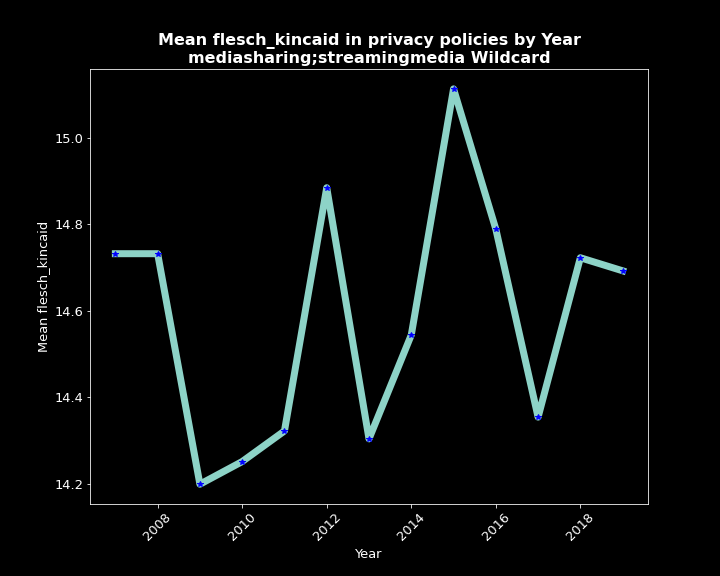 Mean flesch_kincaid in privacy policies by Year
mediasharing;streamingmedia Wildcard
15.0
14.8
14.6
14.4
14.2
Mean flesch_kincaid
2008
2010
2012
2014
2016
2018
Year